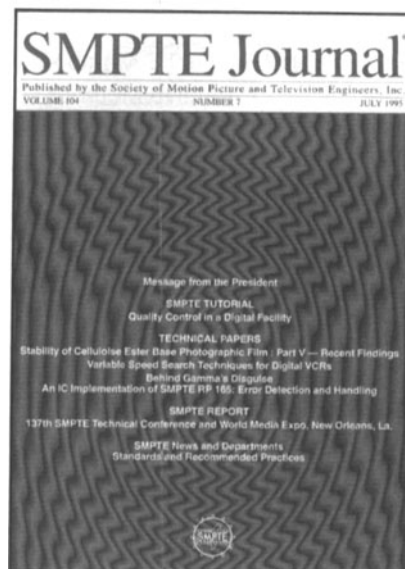 SMPTE Journal
Published by the Society of Motion Picture and Television Engineers, Inc.
VOLUME 104 NUMBER 7 JULY 1995
Message from the President
SMPTE TUTORIAL
Quality Control in a Digital Facility
TECHNICAL PAPERS
Stability of Cellulose Ester Base Photographic Film : Part V — Recent Findings
Variable Speed Search Techniques for Digital VCRs
Behind Gamma's Disguise
An IC Implementation of SMPTE RP 165: Error Detection and Handling
SMPTE REPORT
137th SMPTE Technical Conference and World Media Expo, New Orleans, La.
SMPTE News and Departments
Standards and Recommended Practices
SMPTE